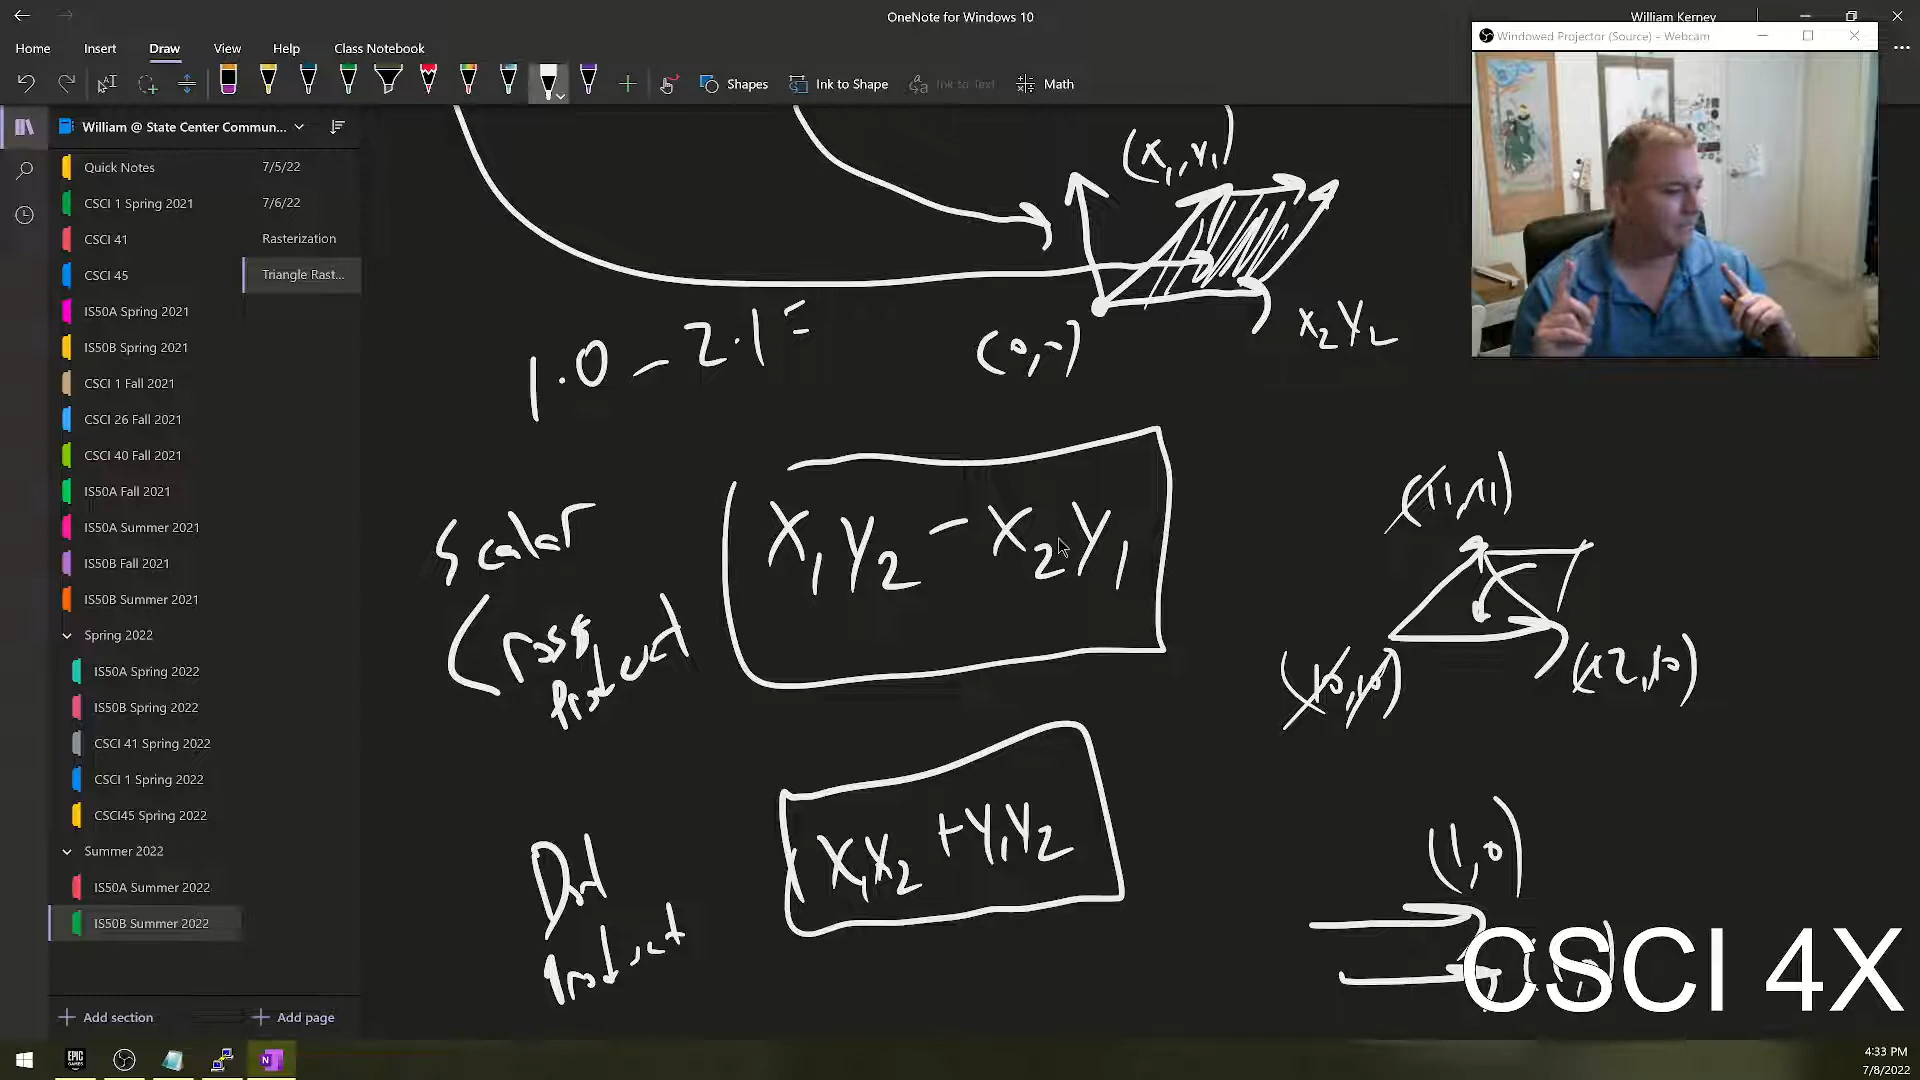 OneNote for Windows 10
William Kerney
Home Insert Draw View Help Class Notebook
Shapes Ink to Shape Ink to Text Math
Windowed Projector (Source) - Webcam
William @ State Center Commun...
Quick Notes
CSCI 1 Spring 2021
CSCI 41
CSCI 45
IS50A Spring 2021
IS50B Spring 2021
CSCI 1 Fall 2021
CSCI 26 Fall 2021
CSCI 40 Fall 2021
IS50A Fall 2021
IS50A Summer 2021
IS50B Fall 2021
IS50B Summer 2021
Spring 2022
IS50A Spring 2022
IS50B Spring 2022
CSCI 41 Spring 2022
CSCI 1 Spring 2022
CSCI45 Spring 2022
Summer 2022
IS50A Summer 2022
IS50B Summer 2022
Add section
7/5/22
7/6/22
Rasterization
Triangle Rast...
Add page
(X₁,Y₁)
X₂Y₂
(0,0)
1.0 - 2.1 =
Scalar
Cross
Product
X₁Y₂ - X₂Y₁
Dot
Product
X₁X₂ + Y₁Y₂
(1,0)
CSCI 4X
4:33 PM
7/8/2022